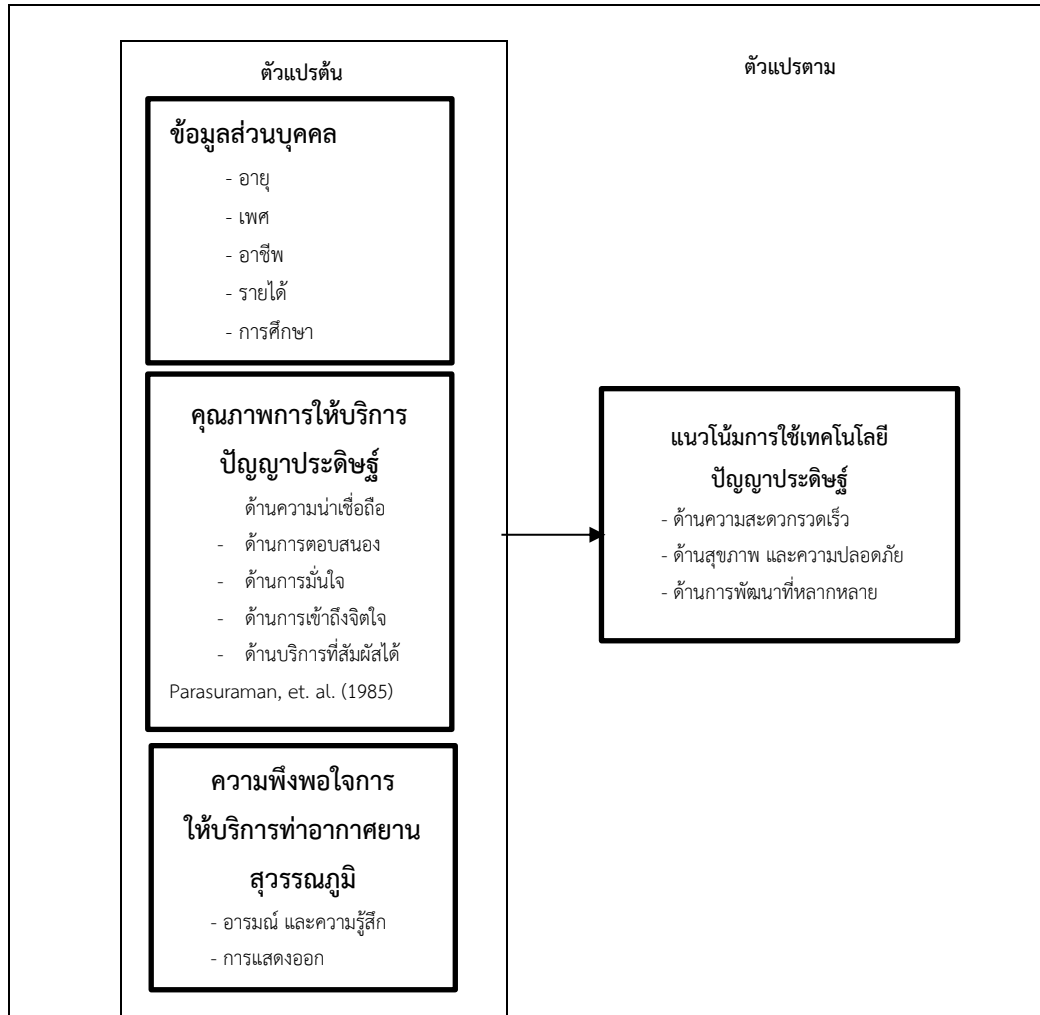 ตัวแปรต้น
ข้อมูลส่วนบุคคล
- อายุ
- เพศ
- อาชีพ
- รายได้
- การศึกษา
คุณภาพการให้บริการ
ปัญญาประดิษฐ์
ด้านความน่าเชื่อถือ
- ด้านการตอบสนอง
- ด้านการมั่นใจ
- ด้านการเข้าถึงจิตใจ
- ด้านบริการที่สัมผัสได้
Parasuraman, et. al. (1985)
ความพึงพอใจการ
ให้บริการท่าอากาศยาน
สุวรรณภูมิ
- อารมณ์ และความรู้สึก
- การแสดงออก
ตัวแปรตาม
แนวโน้มการใช้เทคโนโลยี
ปัญญาประดิษฐ์
- ด้านความสะดวกรวดเร็ว
- ด้านสุขภาพ และความปลอดภัย
- ด้านการพัฒนาที่หลากหลาย